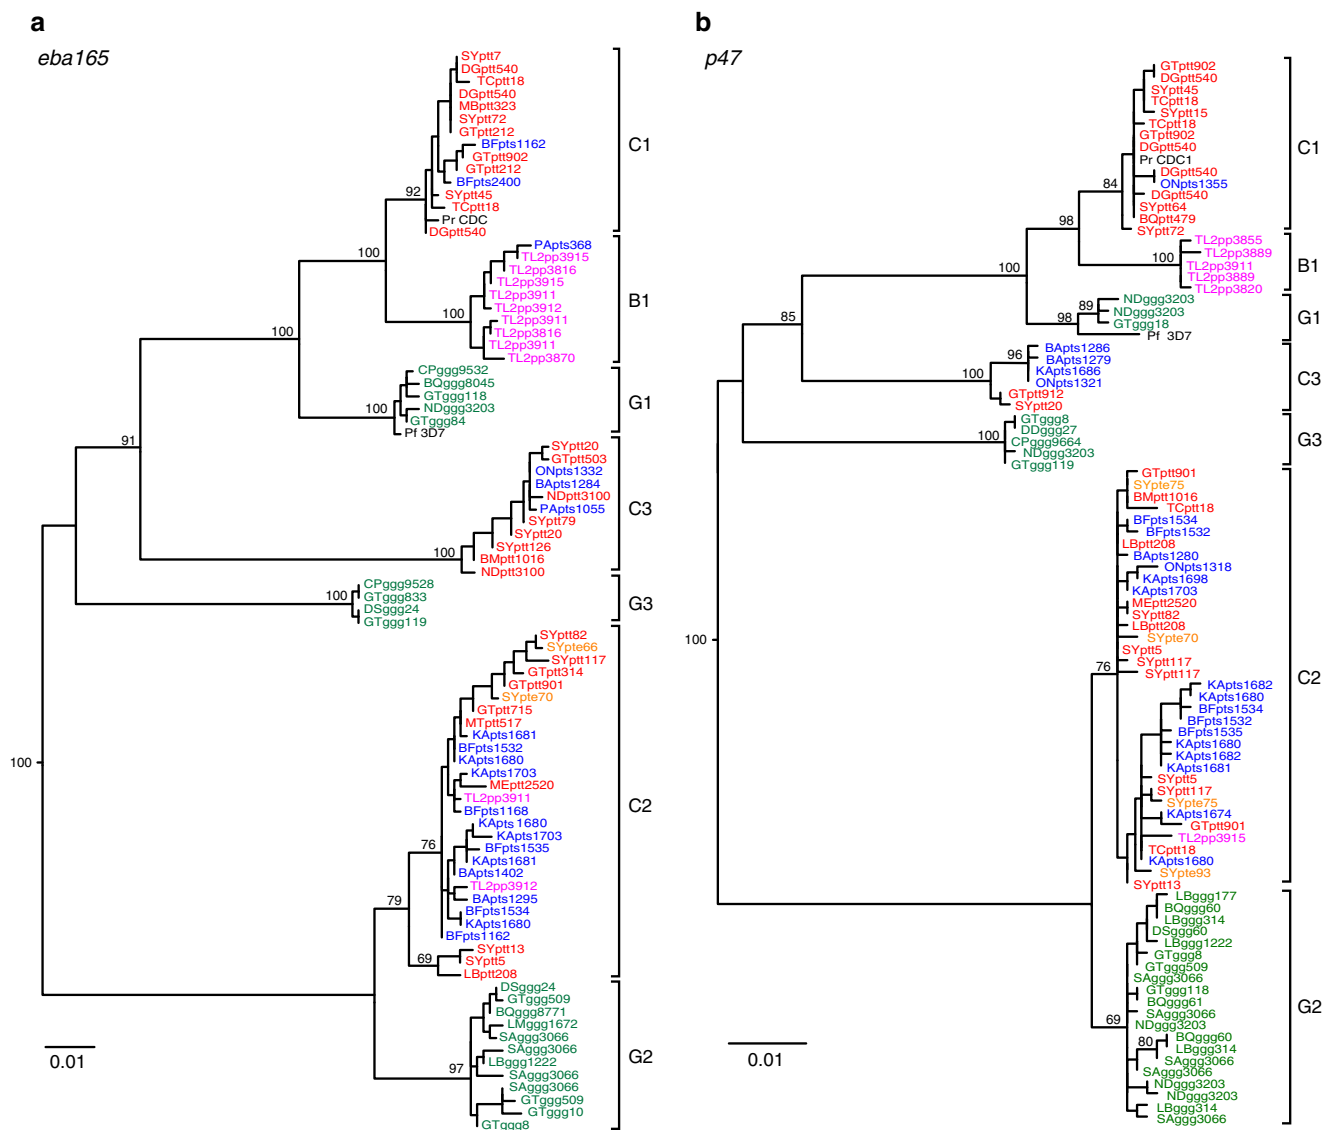 a
eba165
SYptt7
DGptt540
TCptt18
DGptt540
MBptt323
SYptt72
GTptt212
BFpts1162
GTptt902
GTptt212
BFpts2400
92
SYptt45
TCptt18
Pr CDC
DGptt540
C1
100
PApts368
TL2pp3915
TL2pp3816
TL2pp3915
TL2pp3911
TL2pp3912
100
TL2pp3911
TL2pp3816
TL2pp3911
TL2pp3870
B1
100
CPggg9532
BQggg8045
GTggg118
NDggg3203
100
GTggg84
Pf 3D7
G1
91
SYptt20
GTptt503
ONpts1332
BApts1284
NDptt3100
PApts1055
SYptt79
SYptt20
SYptt126
100
BMptt1016
NDptt3100
C3
CPggg9528
100
GTggg833
DSggg24
GTggg119
G3
SYptt82
SYpte66
SYptt117
GTptt314
GTptt901
SYpte70
GTptt715
MTptt517
KApts1681
BFpts1532
KApts1680
100
KApts1703
MEptt2520
TL2pp3911
BFpts1168
KApts1680
KApts1703
76
BFpts1535
KApts1681
BApts1402
TL2pp3912
BApts1295
79
BFpts1534
KApts1680
BFpts1162
SYptt13
69
SYptt5
LBptt208
C2
DSggg24
GTggg509
BQggg8771
LMggg1672
SAggg3066
SAggg3066
LBggg1222
97
SAggg3066
SAggg3066
GTggg509
GTggg10
GTggg8
G2
0.01
b
p47
GTptt902
DGptt540
SYptt45
TCptt18
SYptt15
TCptt18
GTptt902
DGptt540
Pr CDC1
DGptt540
84
ONpts1355
DGptt540
SYptt64
BQptt479
SYptt72
C1
98
TL2pp3855
TL2pp3889
100
TL2pp3911
TL2pp3889
TL2pp3820
B1
100
NDggg3203
89
NDggg3203
98
GTggg18
Pf 3D7
G1
85
BApts1286
96
BApts1279
100
KApts1686
ONpts1321
GTptt912
SYptt20
C3
GTggg8
DDggg27
100
CPggg9664
NDggg3203
GTggg119
G3
GTptt901
SYpte75
BMptt1016
TCptt18
BFpts1534
BFpts1532
LBptt208
BApts1280
ONpts1318
KApts1698
KApts1703
MEptt2520
SYptt82
LBptt208
100
SYpte70
SYptt5
SYptt117
76
SYptt117
KApts1682
KApts1680
BFpts1534
BFpts1532
BFpts1535
KApts1680
KApts1682
KApts1681
SYptt5
SYptt117
SYpte75
KApts1674
GTptt901
TL2pp3915
TCptt18
KApts1680
SYpte93
SYptt13
C2
LBggg177
BQggg60
LBggg314
DSggg60
LBggg1222
GTggg8
GTggg509
SAggg3066
GTggg118
BQggg61
SAggg3066
69
NDggg3203
BQggg60
80
LBggg314
SAggg3066
SAggg3066
NDggg3203
NDggg3203
LBggg314
SAggg3066
G2
0.01